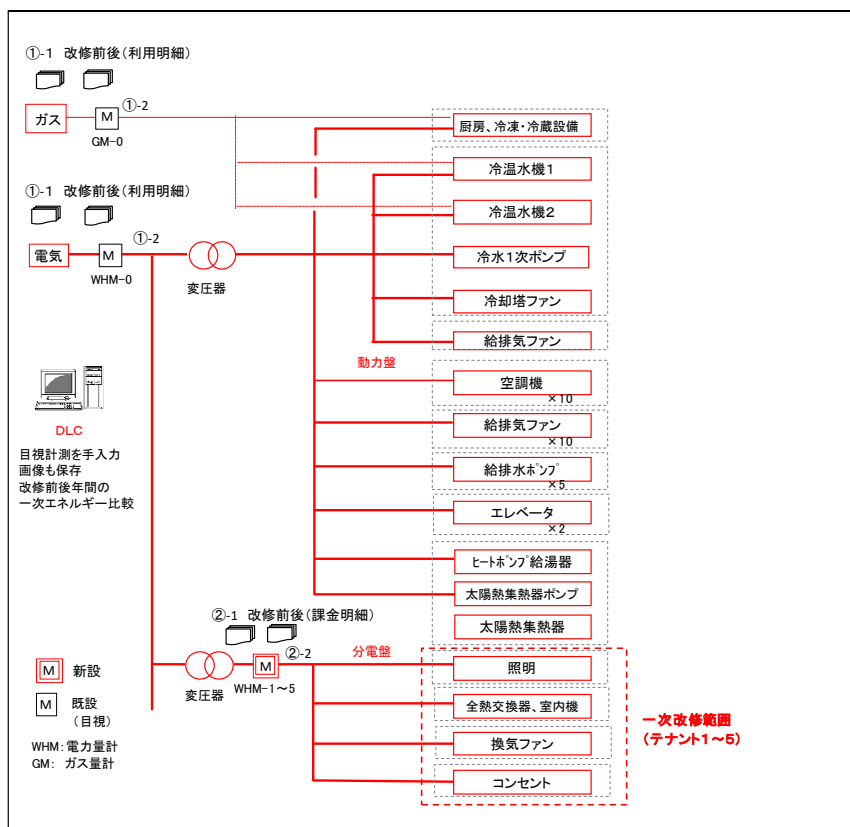 ①-1 改修前後(利用明細)
ガス
M
①-2
GM-0
①-1 改修前後(利用明細)
電気
M
①-2
WHM-0
変圧器
厨房、冷凍・冷蔵設備
冷温水機1
冷温水機2
冷水1次ポンプ
冷却塔ファン
給排気ファン
動力盤
空調機
×10
給排気ファン
×10
給排水ポンプ
×5
エレベータ
×2
ヒートポンプ給湯器
太陽熱集熱器ポンプ
太陽熱集熱器
DLC
目視計測を手入力
画像も保存
改修前後年間の
一次エネルギー比較
②-1 改修前後(課金明細)
変圧器
M
②-2
WHM-1~5
分電盤
照明
全熱交換器、室内機
換気ファン
コンセント
一次改修範囲
(テナント1~5)
M 新設
M 既設
(目視)
WHM:電力量計
GM: ガス量計